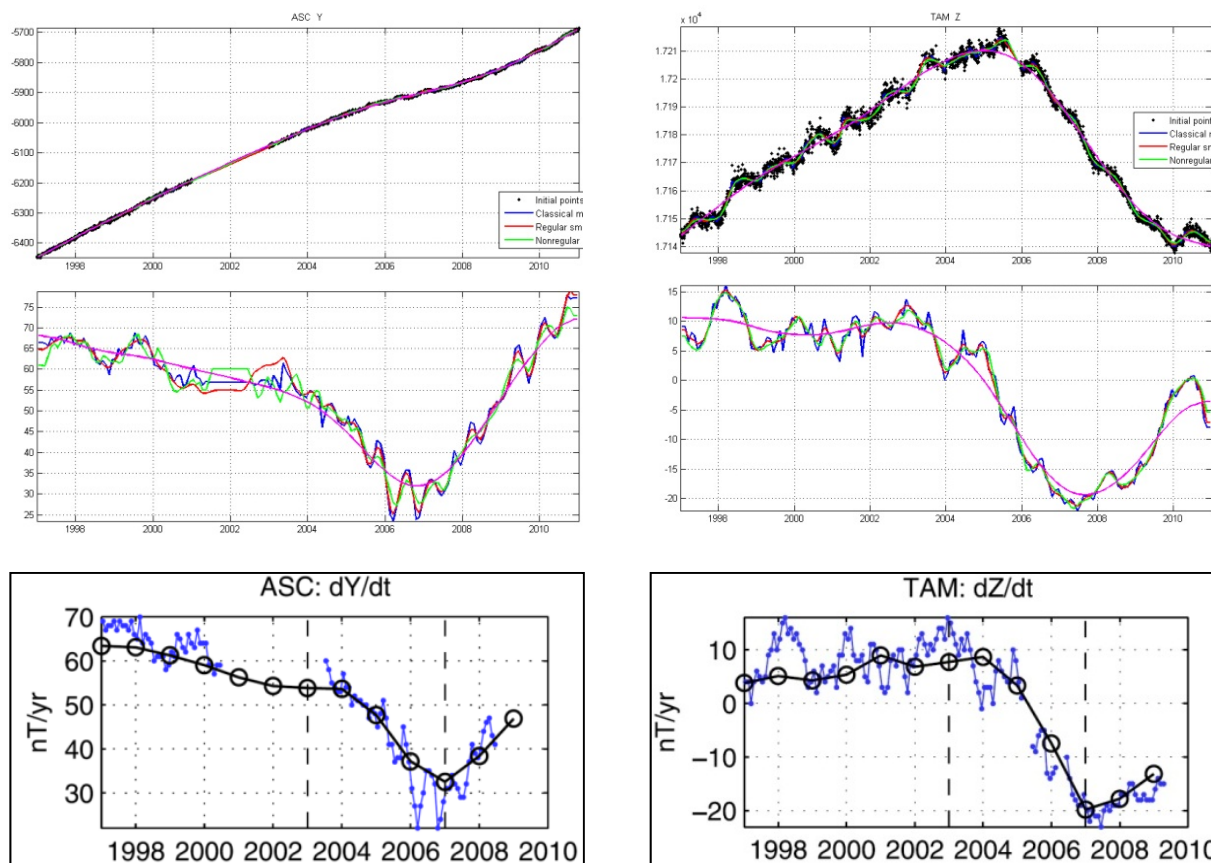 ASC Y
-5700
-5900
-6000
-6200
-6300
-6400
1998 2000 2002 2004 2006 2008 2010
Initial points
Classical m
Regular sm
Nonregular
75
70
65
60
55
50
45
40
35
30
25
1998 2000 2002 2004 2006 2008 2010
TAM Z
x 10⁴
1.721
1.72
1.719
1.718
1.717
1.716
1.715
1.714
1998 2000 2002 2004 2006 2008 2010
Initial point
Classical r
Regular sm
Nonregular
15
10
5
0
-5
-10
-15
-20
1998 2000 2002 2004 2006 2008 2010
ASC: dY/dt
nT/yr
70
60
50
40
30
1998 2000 2002 2004 2006 2008 2010
TAM: dZ/dt
nT/yr
10
0
−10
−20
1998 2000 2002 2004 2006 2008 2010